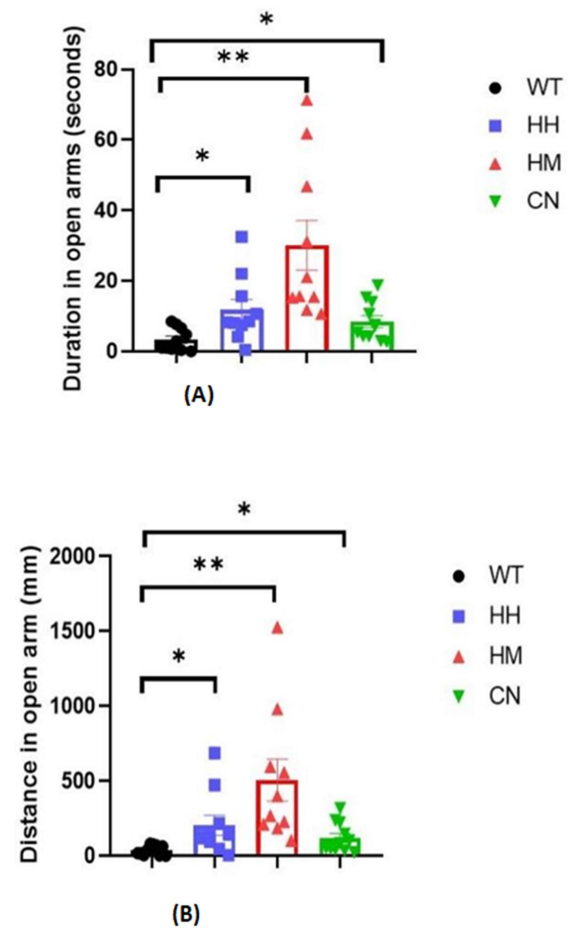 *
**
*
Duration in open arms (seconds)
80
60
40
20
0
WT
HH
HM
CN
(A)
*
**
*
Distance in open arm (mm)
2000
1500
1000
500
0
WT
HH
HM
CN
(B)